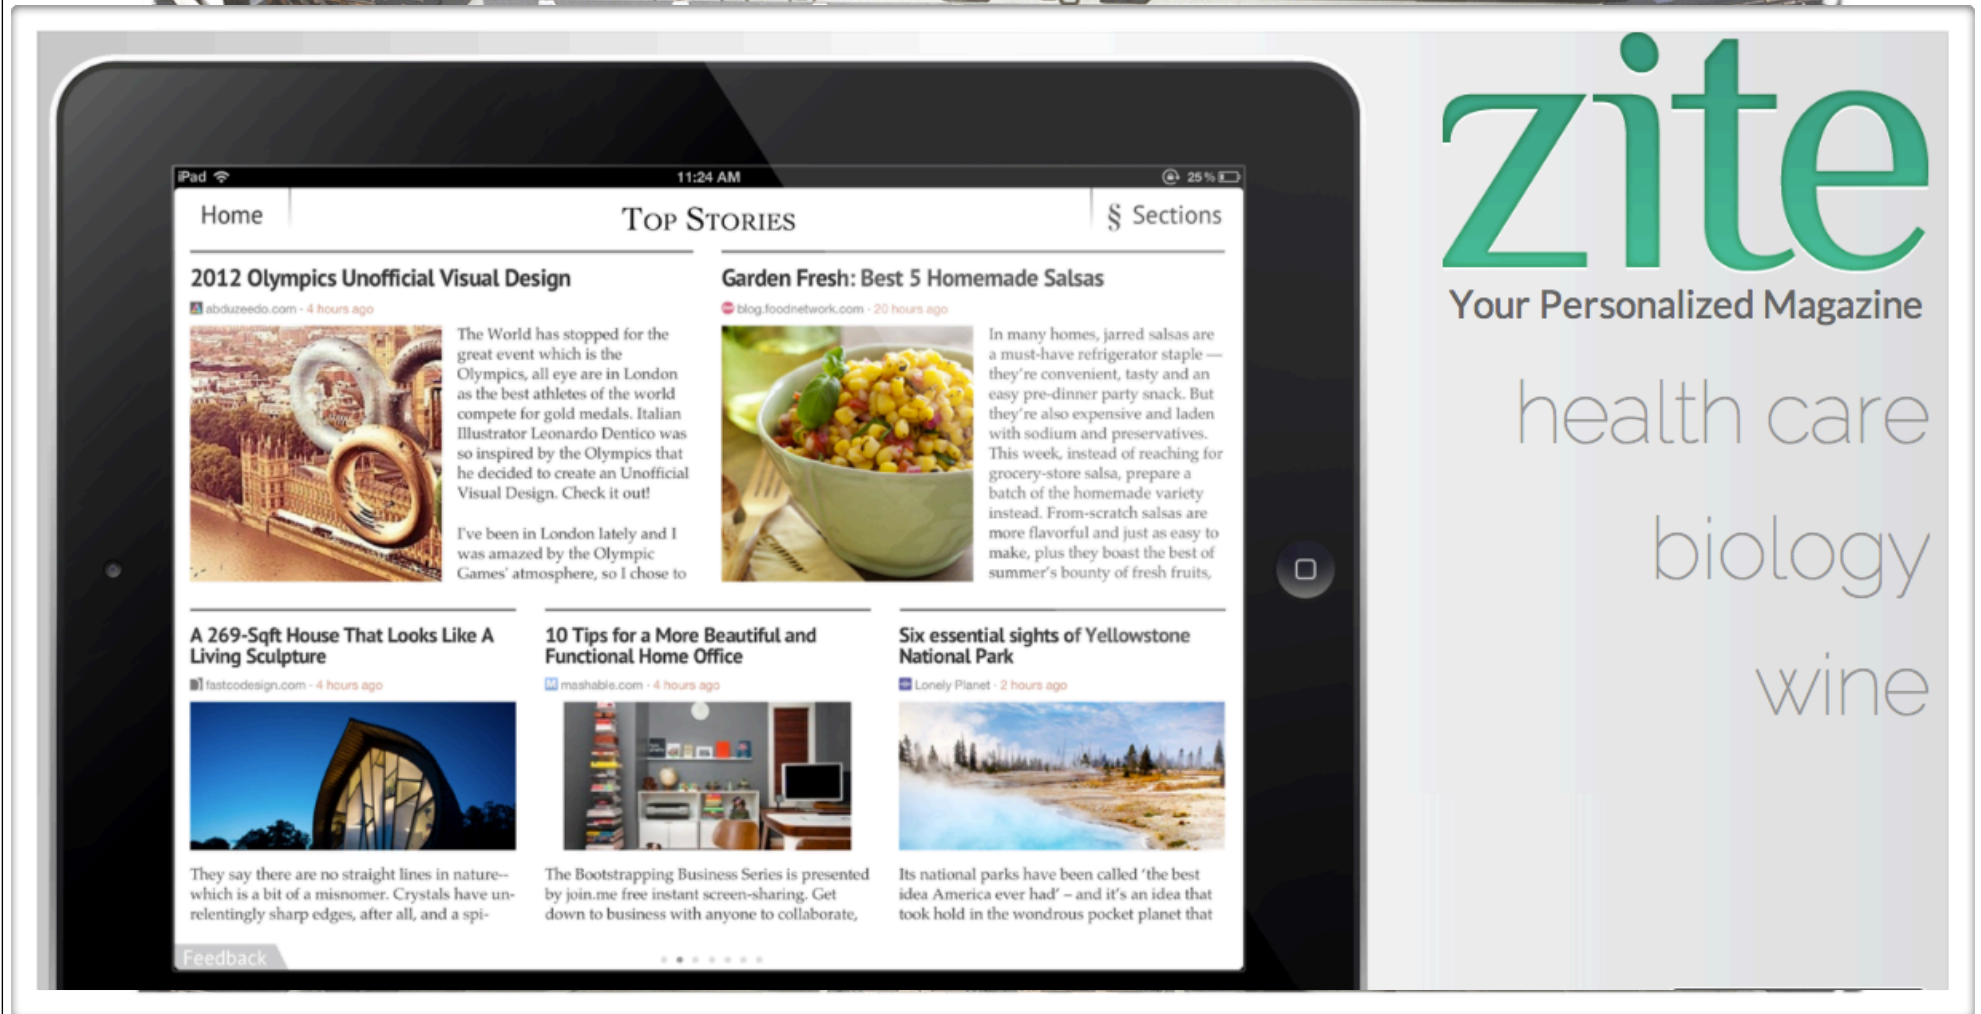 iPad 11:24 AM 25%
Home TOP STORIES § Sections
2012 Olympics Unofficial Visual Design
abduzeedo.com - 4 hours ago
The World has stopped for the
great event which is the
Olympics, all eye are in London
as the best athletes of the world
compete for gold medals. Italian
Illustrator Leonardo Dentico was
so inspired by the Olympics that
he decided to create an Unofficial
Visual Design. Check it out!
I've been in London lately and I
was amazed by the Olympic
Games' atmosphere, so I chose to
Garden Fresh: Best 5 Homemade Salsas
blog.foodnetwork.com - 20 hours ago
In many homes, jarred salsas are
a must-have refrigerator staple —
they're convenient, tasty and an
easy pre-dinner party snack. But
they're also expensive and laden
with sodium and preservatives.
This week, instead of reaching for
grocery-store salsa, prepare a
batch of the homemade variety
instead. From-scratch salsas are
more flavorful and just as easy to
make, plus they boast the best of
summer's bounty of fresh fruits,
A 269-Sqft House That Looks Like A
Living Sculpture
fastcodesign.com - 4 hours ago
They say there are no straight lines in nature--
which is a bit of a misnomer. Crystals have un-
relentingly sharp edges, after all, and a spi-
10 Tips for a More Beautiful and
Functional Home Office
mashable.com - 4 hours ago
The Bootstrapping Business Series is presented
by join.me free instant screen-sharing. Get
down to business with anyone to collaborate,
Six essential sights of Yellowstone
National Park
Lonely Planet - 2 hours ago
Its national parks have been called 'the best
idea America ever had' – and it's an idea that
took hold in the wondrous pocket planet that
Feedback
zite
Your Personalized Magazine
health care
biology
wine